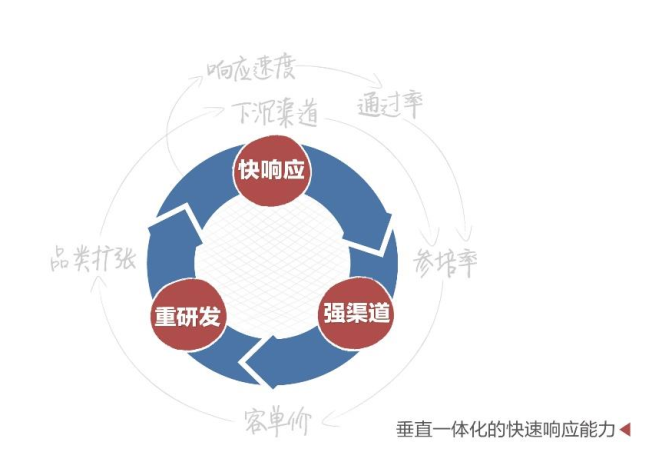 响应速度
下沉渠道
通过率
快响应
品类扩张
参培率
重研发
强渠道
客单价
垂直一体化的快速响应能力